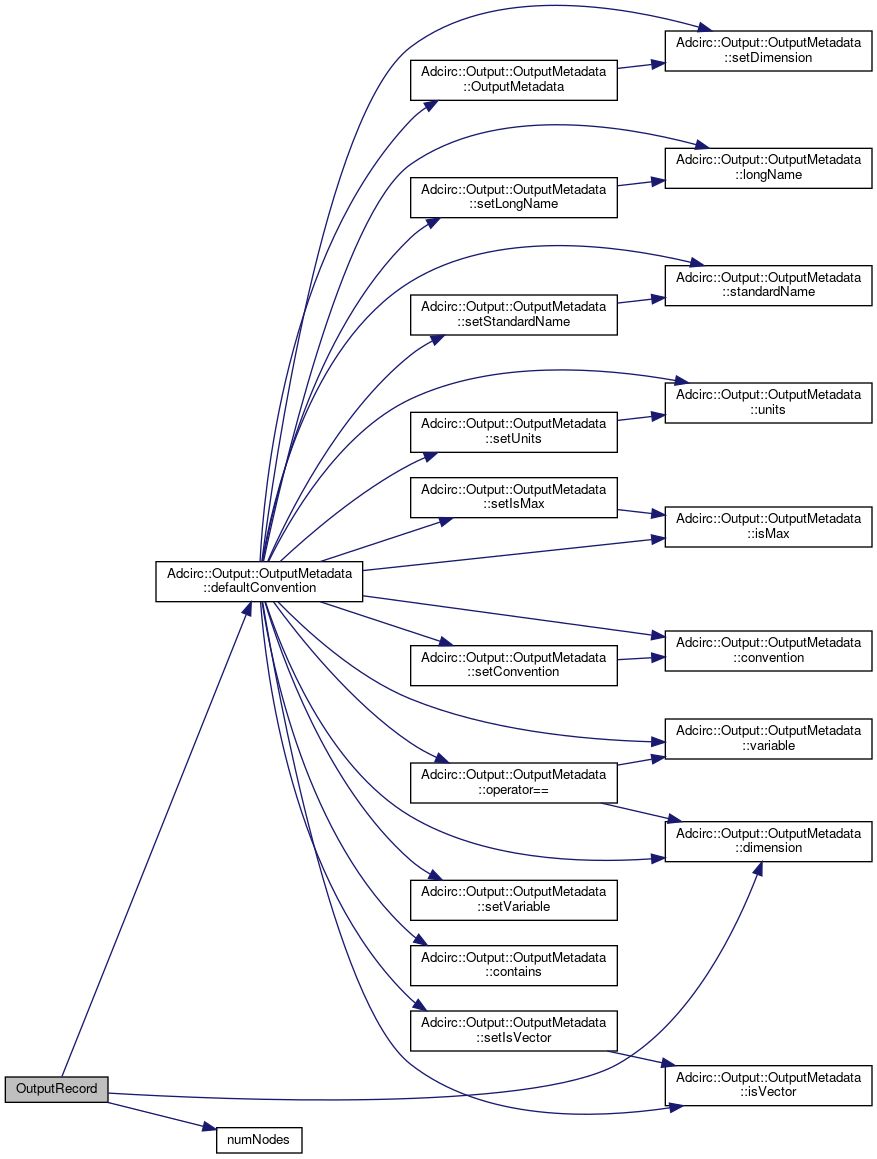 Adcirc::Output::OutputMetadata
::setDimension
Adcirc::Output::OutputMetadata
::OutputMetadata
Adcirc::Output::OutputMetadata
::longName
Adcirc::Output::OutputMetadata
::setLongName
Adcirc::Output::OutputMetadata
::standardName
Adcirc::Output::OutputMetadata
::setStandardName
Adcirc::Output::OutputMetadata
::units
Adcirc::Output::OutputMetadata
::setUnits
Adcirc::Output::OutputMetadata
::setIsMax
Adcirc::Output::OutputMetadata
::isMax
Adcirc::Output::OutputMetadata
::defaultConvention
Adcirc::Output::OutputMetadata
::convention
Adcirc::Output::OutputMetadata
::setConvention
Adcirc::Output::OutputMetadata
::variable
Adcirc::Output::OutputMetadata
::operator==
Adcirc::Output::OutputMetadata
::dimension
Adcirc::Output::OutputMetadata
::setVariable
Adcirc::Output::OutputMetadata
::contains
Adcirc::Output::OutputMetadata
::setIsVector
Adcirc::Output::OutputMetadata
::isVector
OutputRecord
numNodes